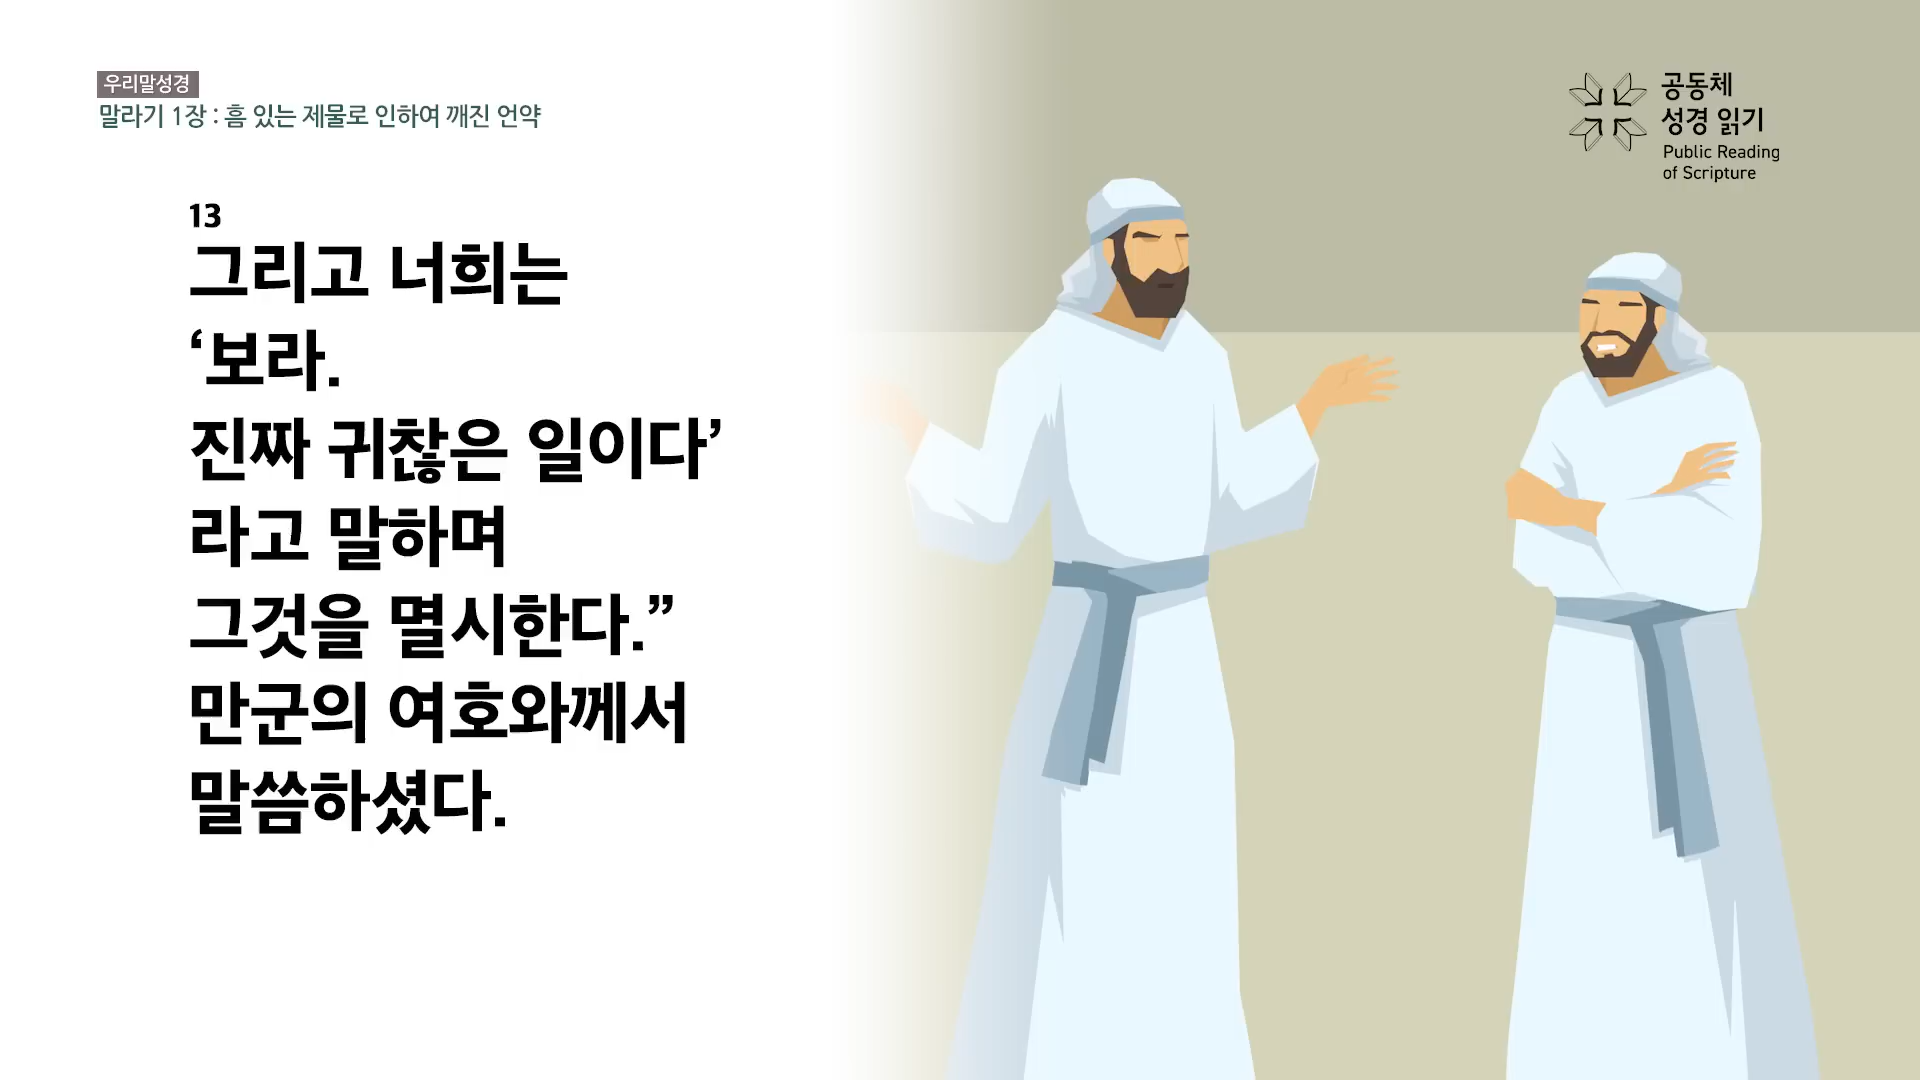 우리말성경
말라기 1장 : 흠 있는 제물로 인하여 깨진 언약
공동체
성경 읽기
Public Reading
of Scripture
13
그리고 너희는
‘보라.
진짜 귀찮은 일이다’
라고 말하며
그것을 멸시한다.”
만군의 여호와께서
말씀하셨다.